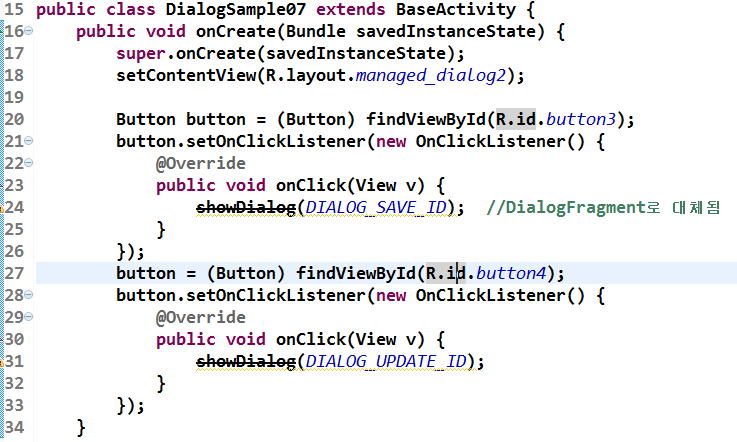 15 public class DialogSample07 extends BaseActivity {
16 public void onCreate(Bundle savedInstanceState) {
17 super.onCreate(savedInstanceState);
18 setContentView(R.layout.managed_dialog2);
19
20 Button button = (Button) findViewById(R.id.button3);
21 button.setOnClickListener(new OnClickListener() {
22 @Override
23 public void onClick(View v) {
24 showDialog(DIALOG_SAVE_ID); //DialogFragment로 대체됨
25 }
26 });
27 button = (Button) findViewById(R.id.button4);
28 button.setOnClickListener(new OnClickListener() {
29 @Override
30 public void onClick(View v) {
31 showDialog(DIALOG_UPDATE_ID);
32 }
33 });
34 }